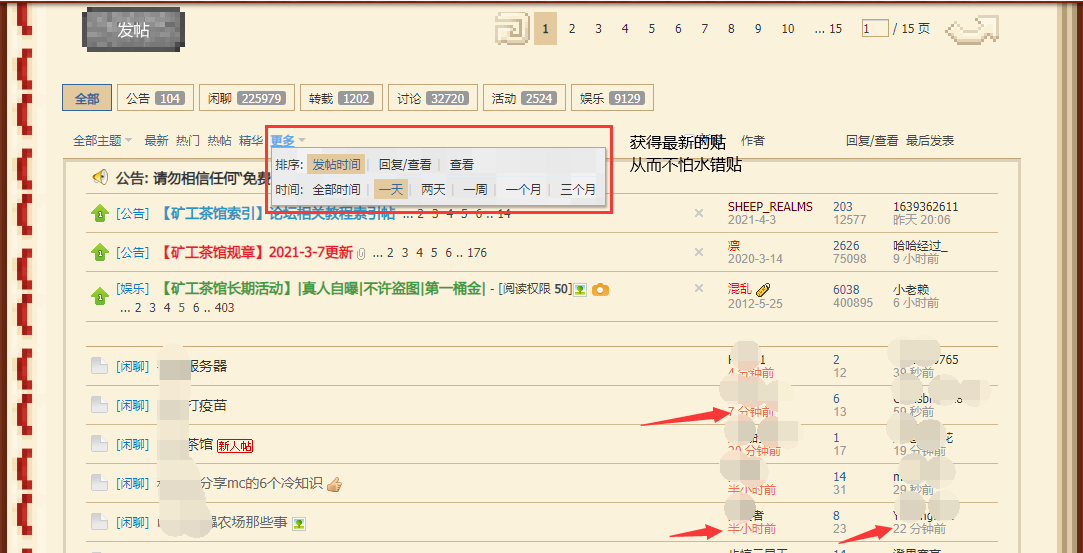 发帖
1 2 3 4 5 6 7 8 9 10 ... 15 1 / 15 页
全部 公告 104 闲聊 225979 转载 1202 讨论 32720 活动 2524 娱乐 9129
全部主题 最新 热门 热帖 精华 更多 作者 回复/查看 最后发表
获得最新的贴
从而不怕水错贴
排序: 发帖时间 | 回复/查看 | 查看
时间: 全部时间 | 一天 | 两天 | 一周 | 一个月 | 三个月
公告: 请勿相信任何"免费
[公告] 【矿工茶馆索引】论坛相关教程索引帖 ... 2 3 4 5 6 .. 14 SHEEP_REALMS 203 1639362611
2021-4-3 12577 昨天 20:06
[公告] 【矿工茶馆规章】2021-3-7更新 ... 2 3 4 5 6 .. 176 凛 2626 哈哈经过_
2020-3-14 75098 9 小时前
[娱乐] 【矿工茶馆长期活动】|真人自曝|不许盗图|第一桶金| - [阅读权限 50] 混乱 6038 小老赖
... 2 3 4 5 6 .. 403 2012-5-25 400895 6 小时前
[闲聊] 服务器 1 2 765
4 分钟前 12 39 秒前
[闲聊] 打疫苗 6 8
7 分钟前 13 59 秒前
[闲聊] 茶馆 新人帖 1 花
20 分钟前 17 19 分钟前
[闲聊] 分享mc的6个冷知识 14
半小时前 31 29 秒前
[闲聊] 农场那些事 者 8
半小时前 23 22 分钟前